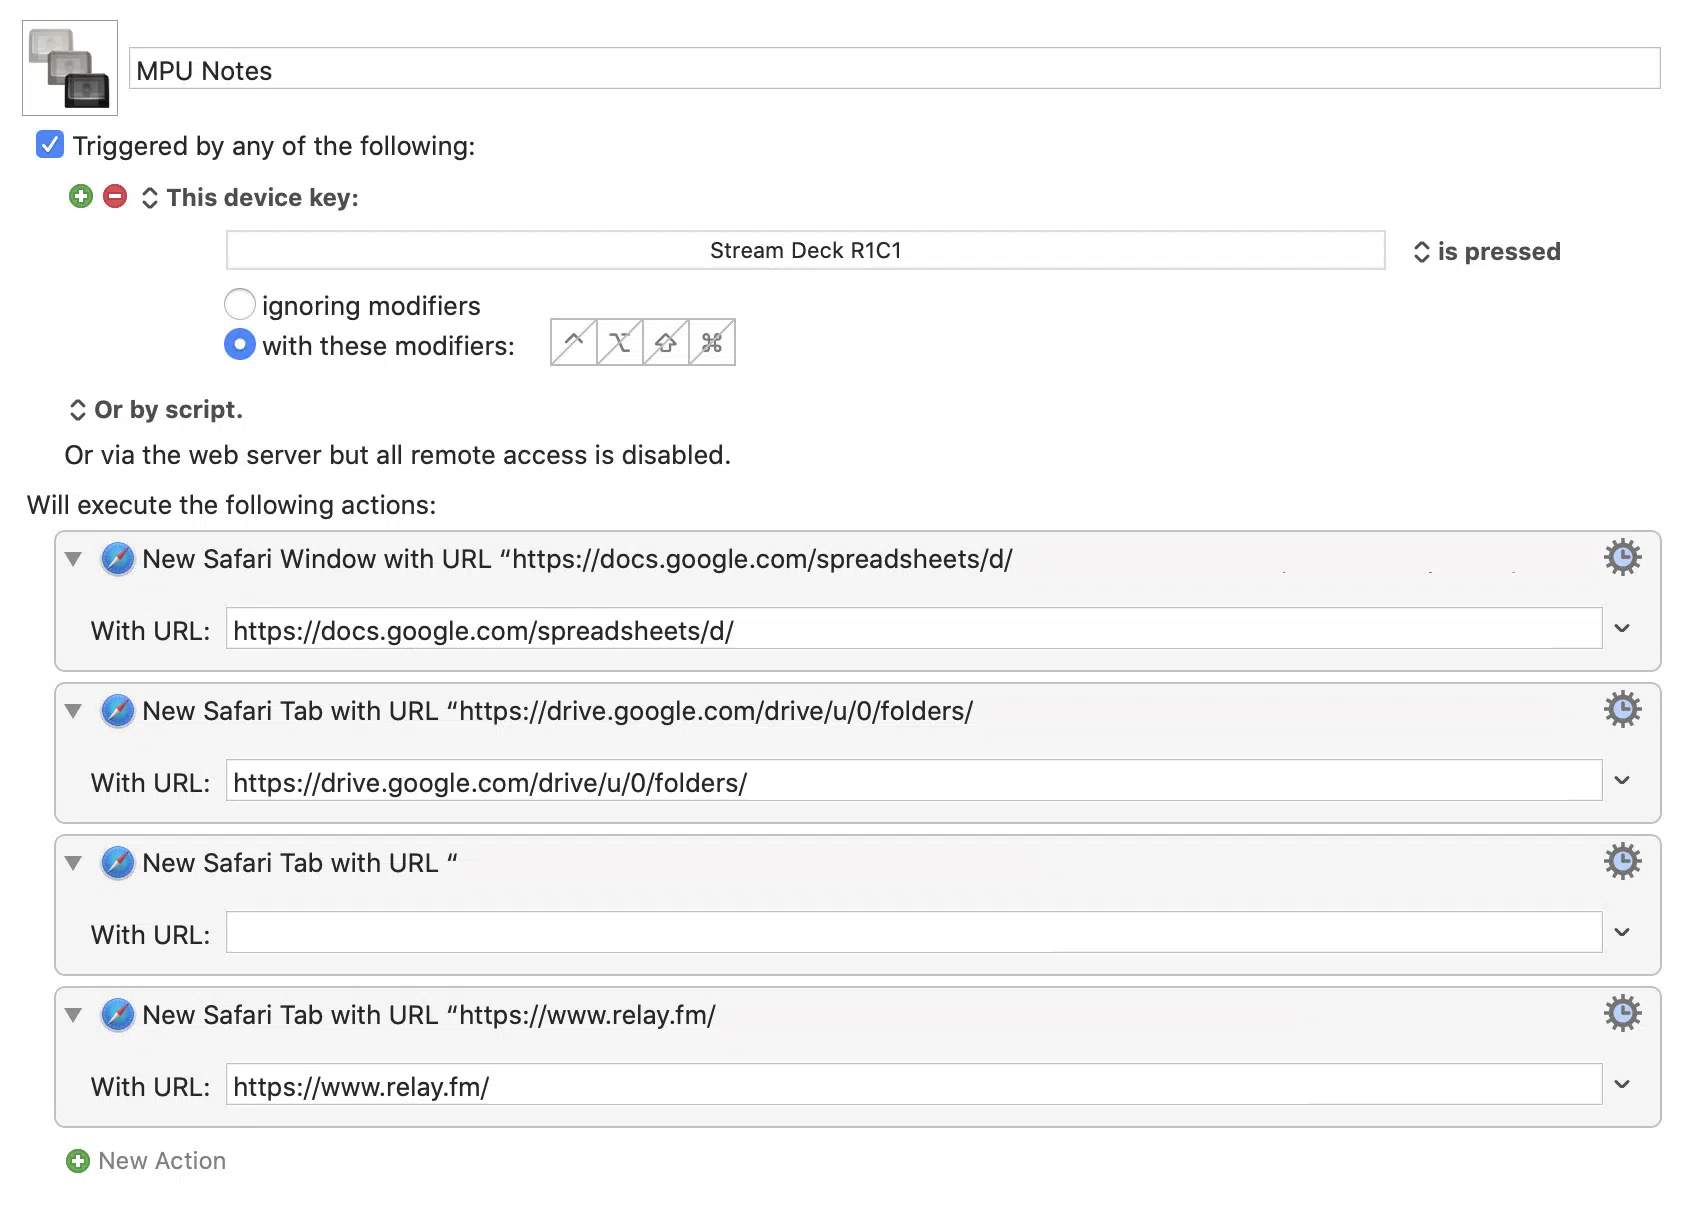 MPU Notes
Triggered by any of the following:
This device key:
Stream Deck R1C1
is pressed
ignoring modifiers
with these modifiers:
Or by script.
Or via the web server but all remote access is disabled.
Will execute the following actions:
New Safari Window with URL “https://docs.google.com/spreadsheets/d/
With URL: https://docs.google.com/spreadsheets/d/
New Safari Tab with URL “https://drive.google.com/drive/u/0/folders/
With URL: https://drive.google.com/drive/u/0/folders/
New Safari Tab with URL “
With URL:
New Safari Tab with URL “https://www.relay.fm/
With URL: https://www.relay.fm/
New Action